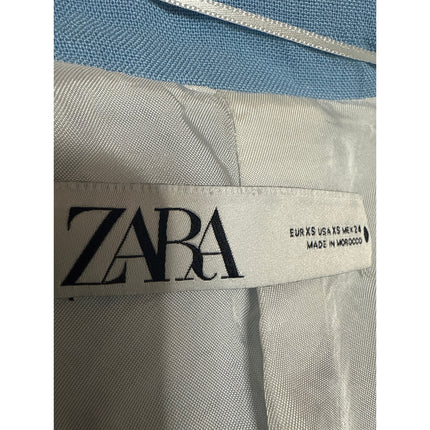 ZARA
EUR XS USA XS MEX 24
MADE IN MOROCCO